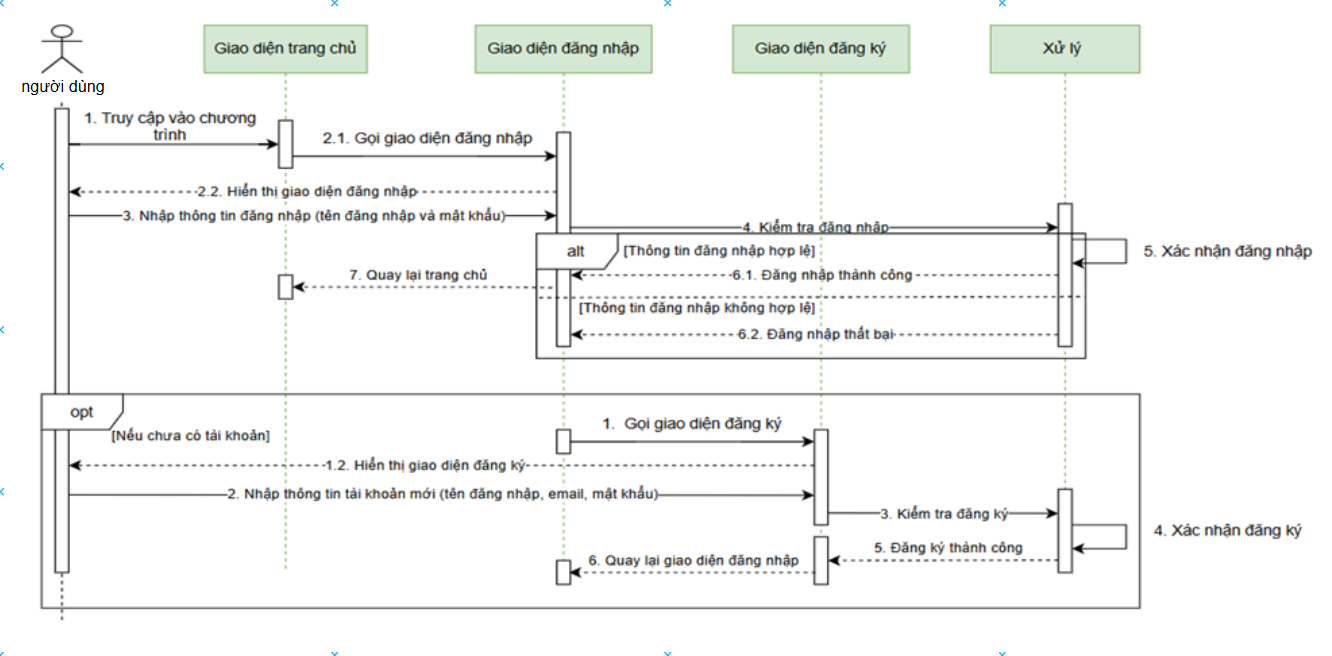 Giao diện trang chủ
Giao diện đăng nhập
Giao diện đăng ký
Xử lý
người dùng
1. Truy cập vào chương
trình
2.1. Gọi giao diện đăng nhập
2.2. Hiển thị giao diện đăng nhập
3. Nhập thông tin đăng nhập (tên đăng nhập và mật khẩu)
4. Kiểm tra đăng nhập
alt
[Thông tin đăng nhập hợp lệ]
5. Xác nhận đăng nhập
6.1. Đăng nhập thành công
7. Quay lại trang chủ
[Thông tin đăng nhập không hợp lệ]
6.2. Đăng nhập thất bại
opt
[Nếu chưa có tài khoản]
1. Gọi giao diện đăng ký
1.2. Hiển thị giao diện đăng ký
2. Nhập thông tin tài khoản mới (tên đăng nhập, email, mật khẩu)
3. Kiểm tra đăng ký
4. Xác nhận đăng ký
5. Đăng ký thành công
6. Quay lại giao diện đăng nhập